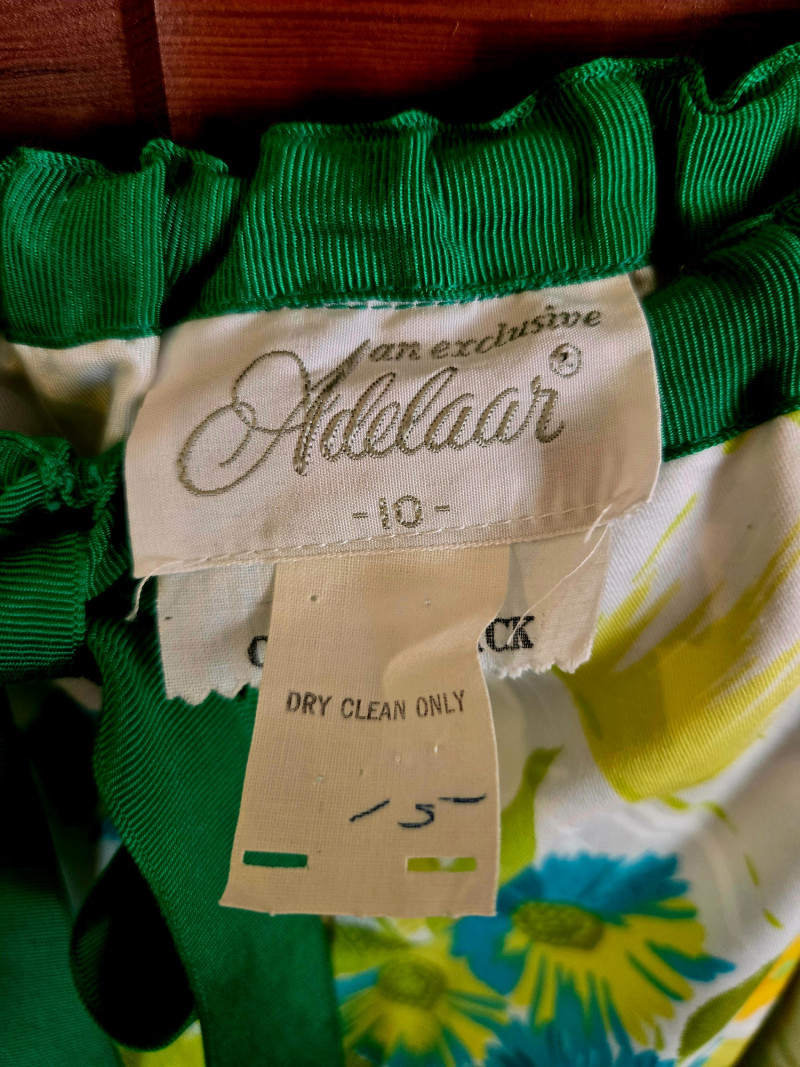 an exclusive
Adelaar®
-10-
DRY CLEAN ONLY
15-